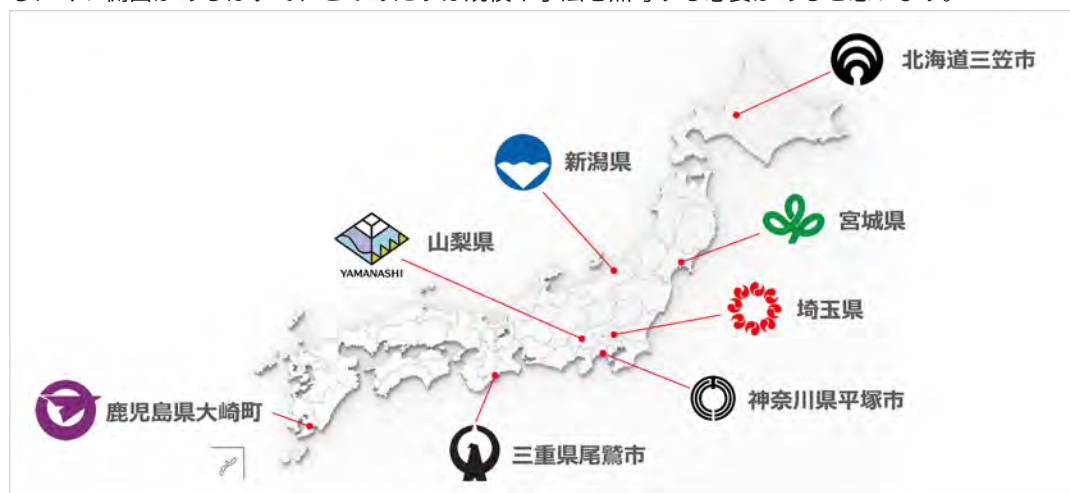 北海道三笠市
新潟県
宮城県
山梨県
YAMANASHI
埼玉県
神奈川県平塚市
鹿児島県大崎町
三重県尾鷲市